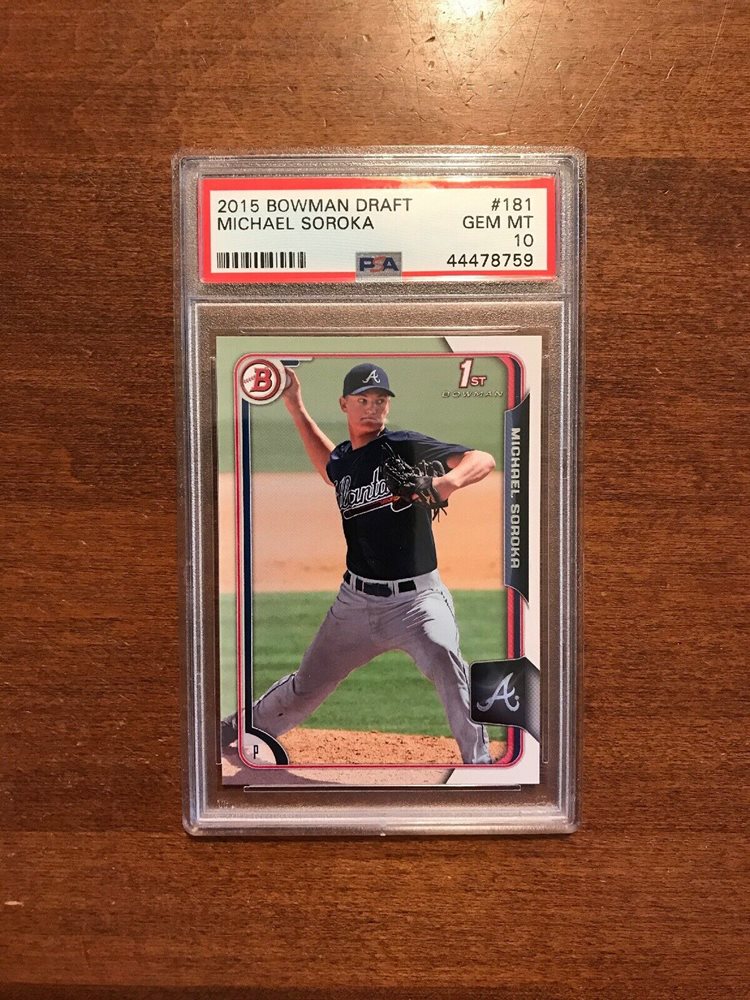 2015 BOWMAN DRAFT #181
MICHAEL SOROKA GEM MT
10
PSA 44478759
B
1ST
BOWMAN
A
Atlanta
MICHAEL SOROKA
A
P